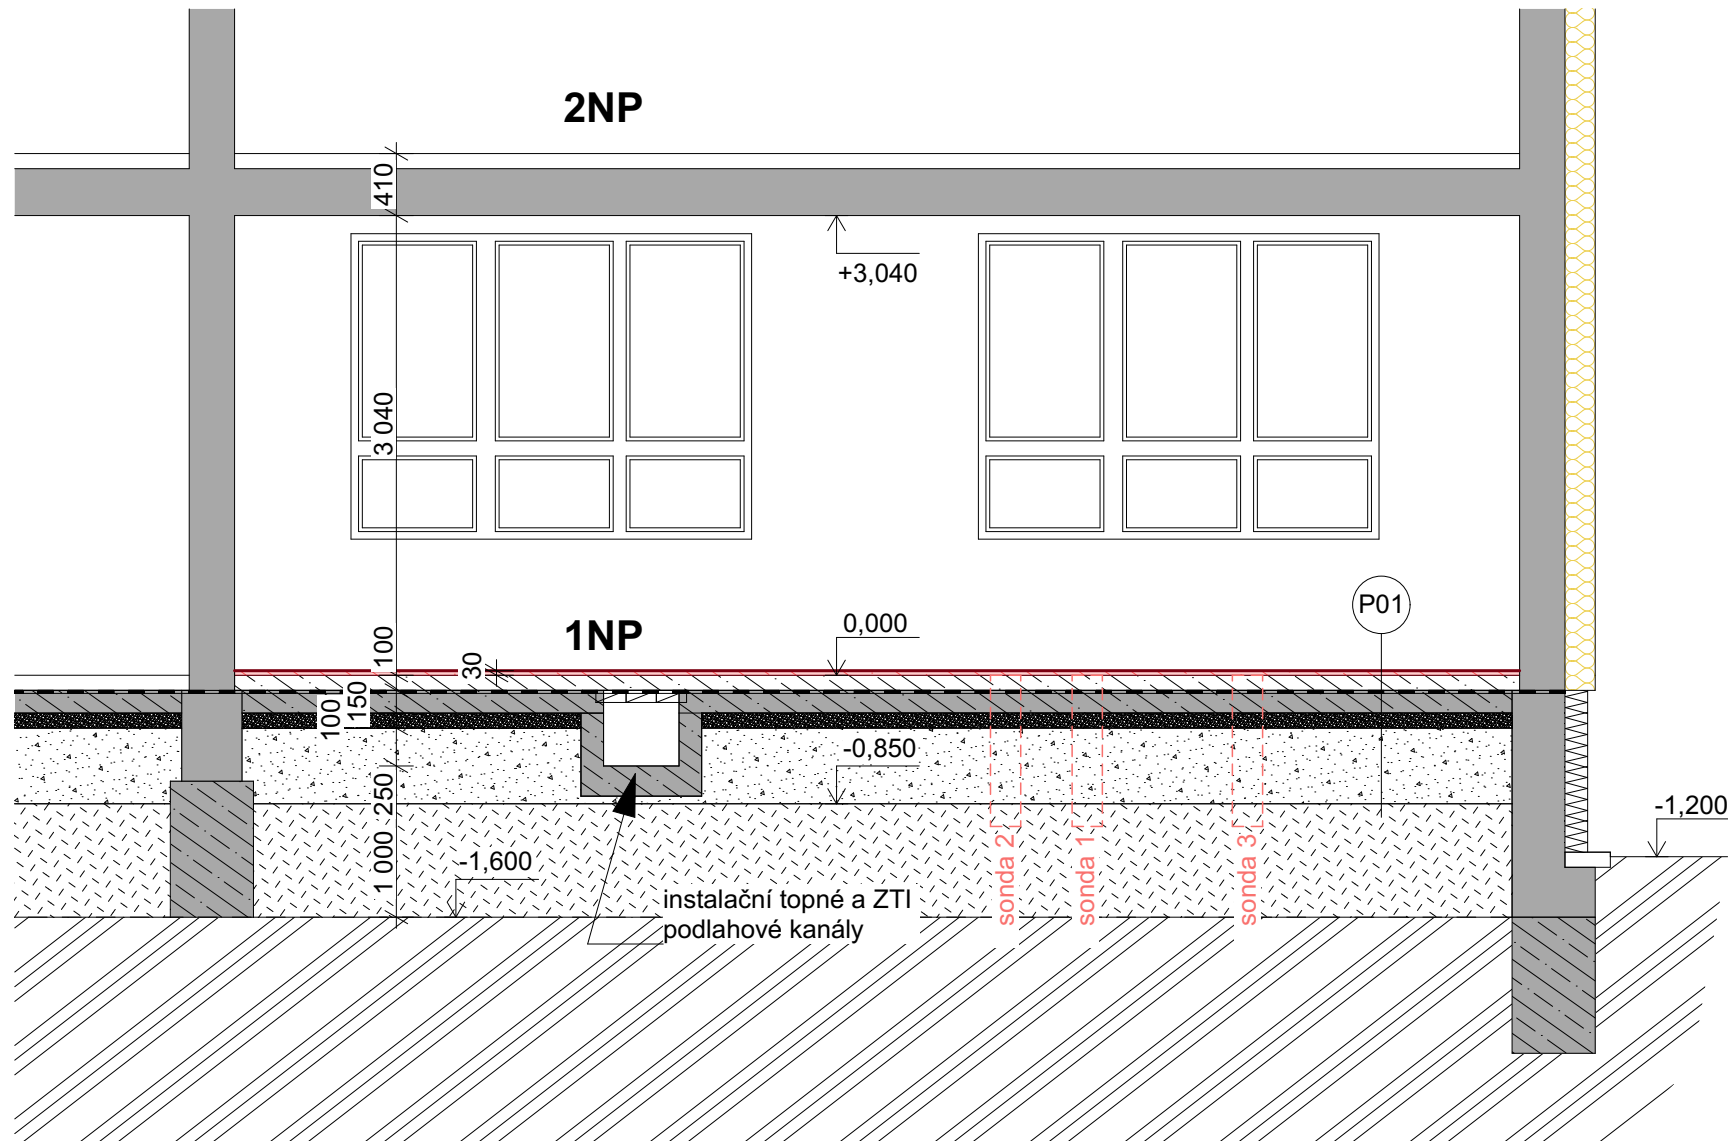 2NP
410
+3,040
3 040
P01
1NP
0,000
100
30
150
100
-0,850
250
-1,200
1 000
-1,600
sonda 2
sonda 1
sonda 3
instalační topné a ZTI
podlahové kanály